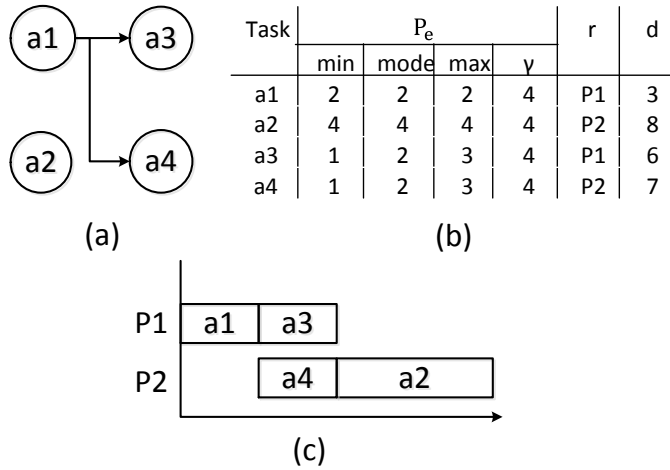 a1 a3
a2 a4
(a)
Task Pe r d
min mode max γ
a1 2 2 2 4 P1 3
a2 4 4 4 4 P2 8
a3 1 2 3 4 P1 6
a4 1 2 3 4 P2 7
(b)
P1 a1 a3
P2 a4 a2
(c)